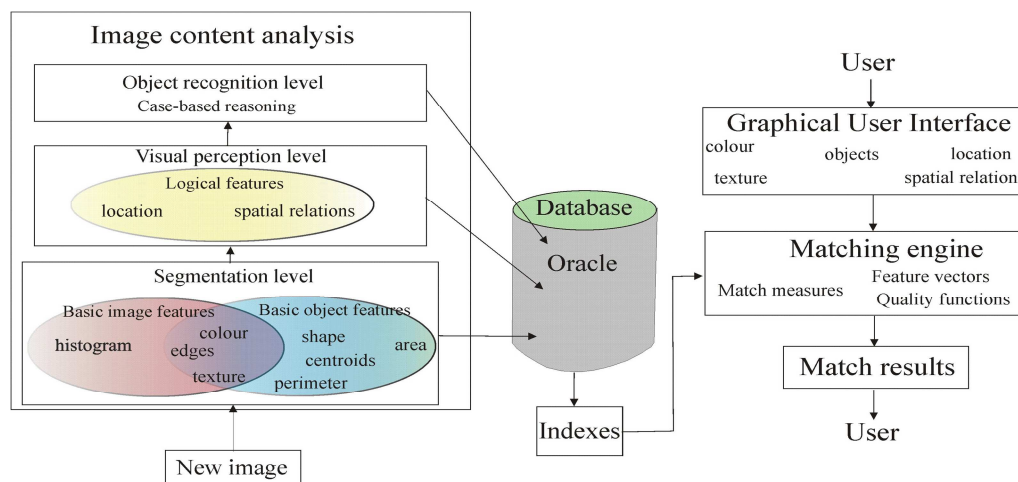 Image content analysis
Object recognition level
Case-based reasoning
Visual perception level
Logical features
location spatial relations
Segmentation level
Basic image features Basic object features
histogram colour shape area
edges centroids
texture perimeter
New image
Database
Oracle
Indexes
User
Graphical User Interface
colour objects location
texture spatial relation
Matching engine
Match measures Feature vectors
Quality functions
Match results
User